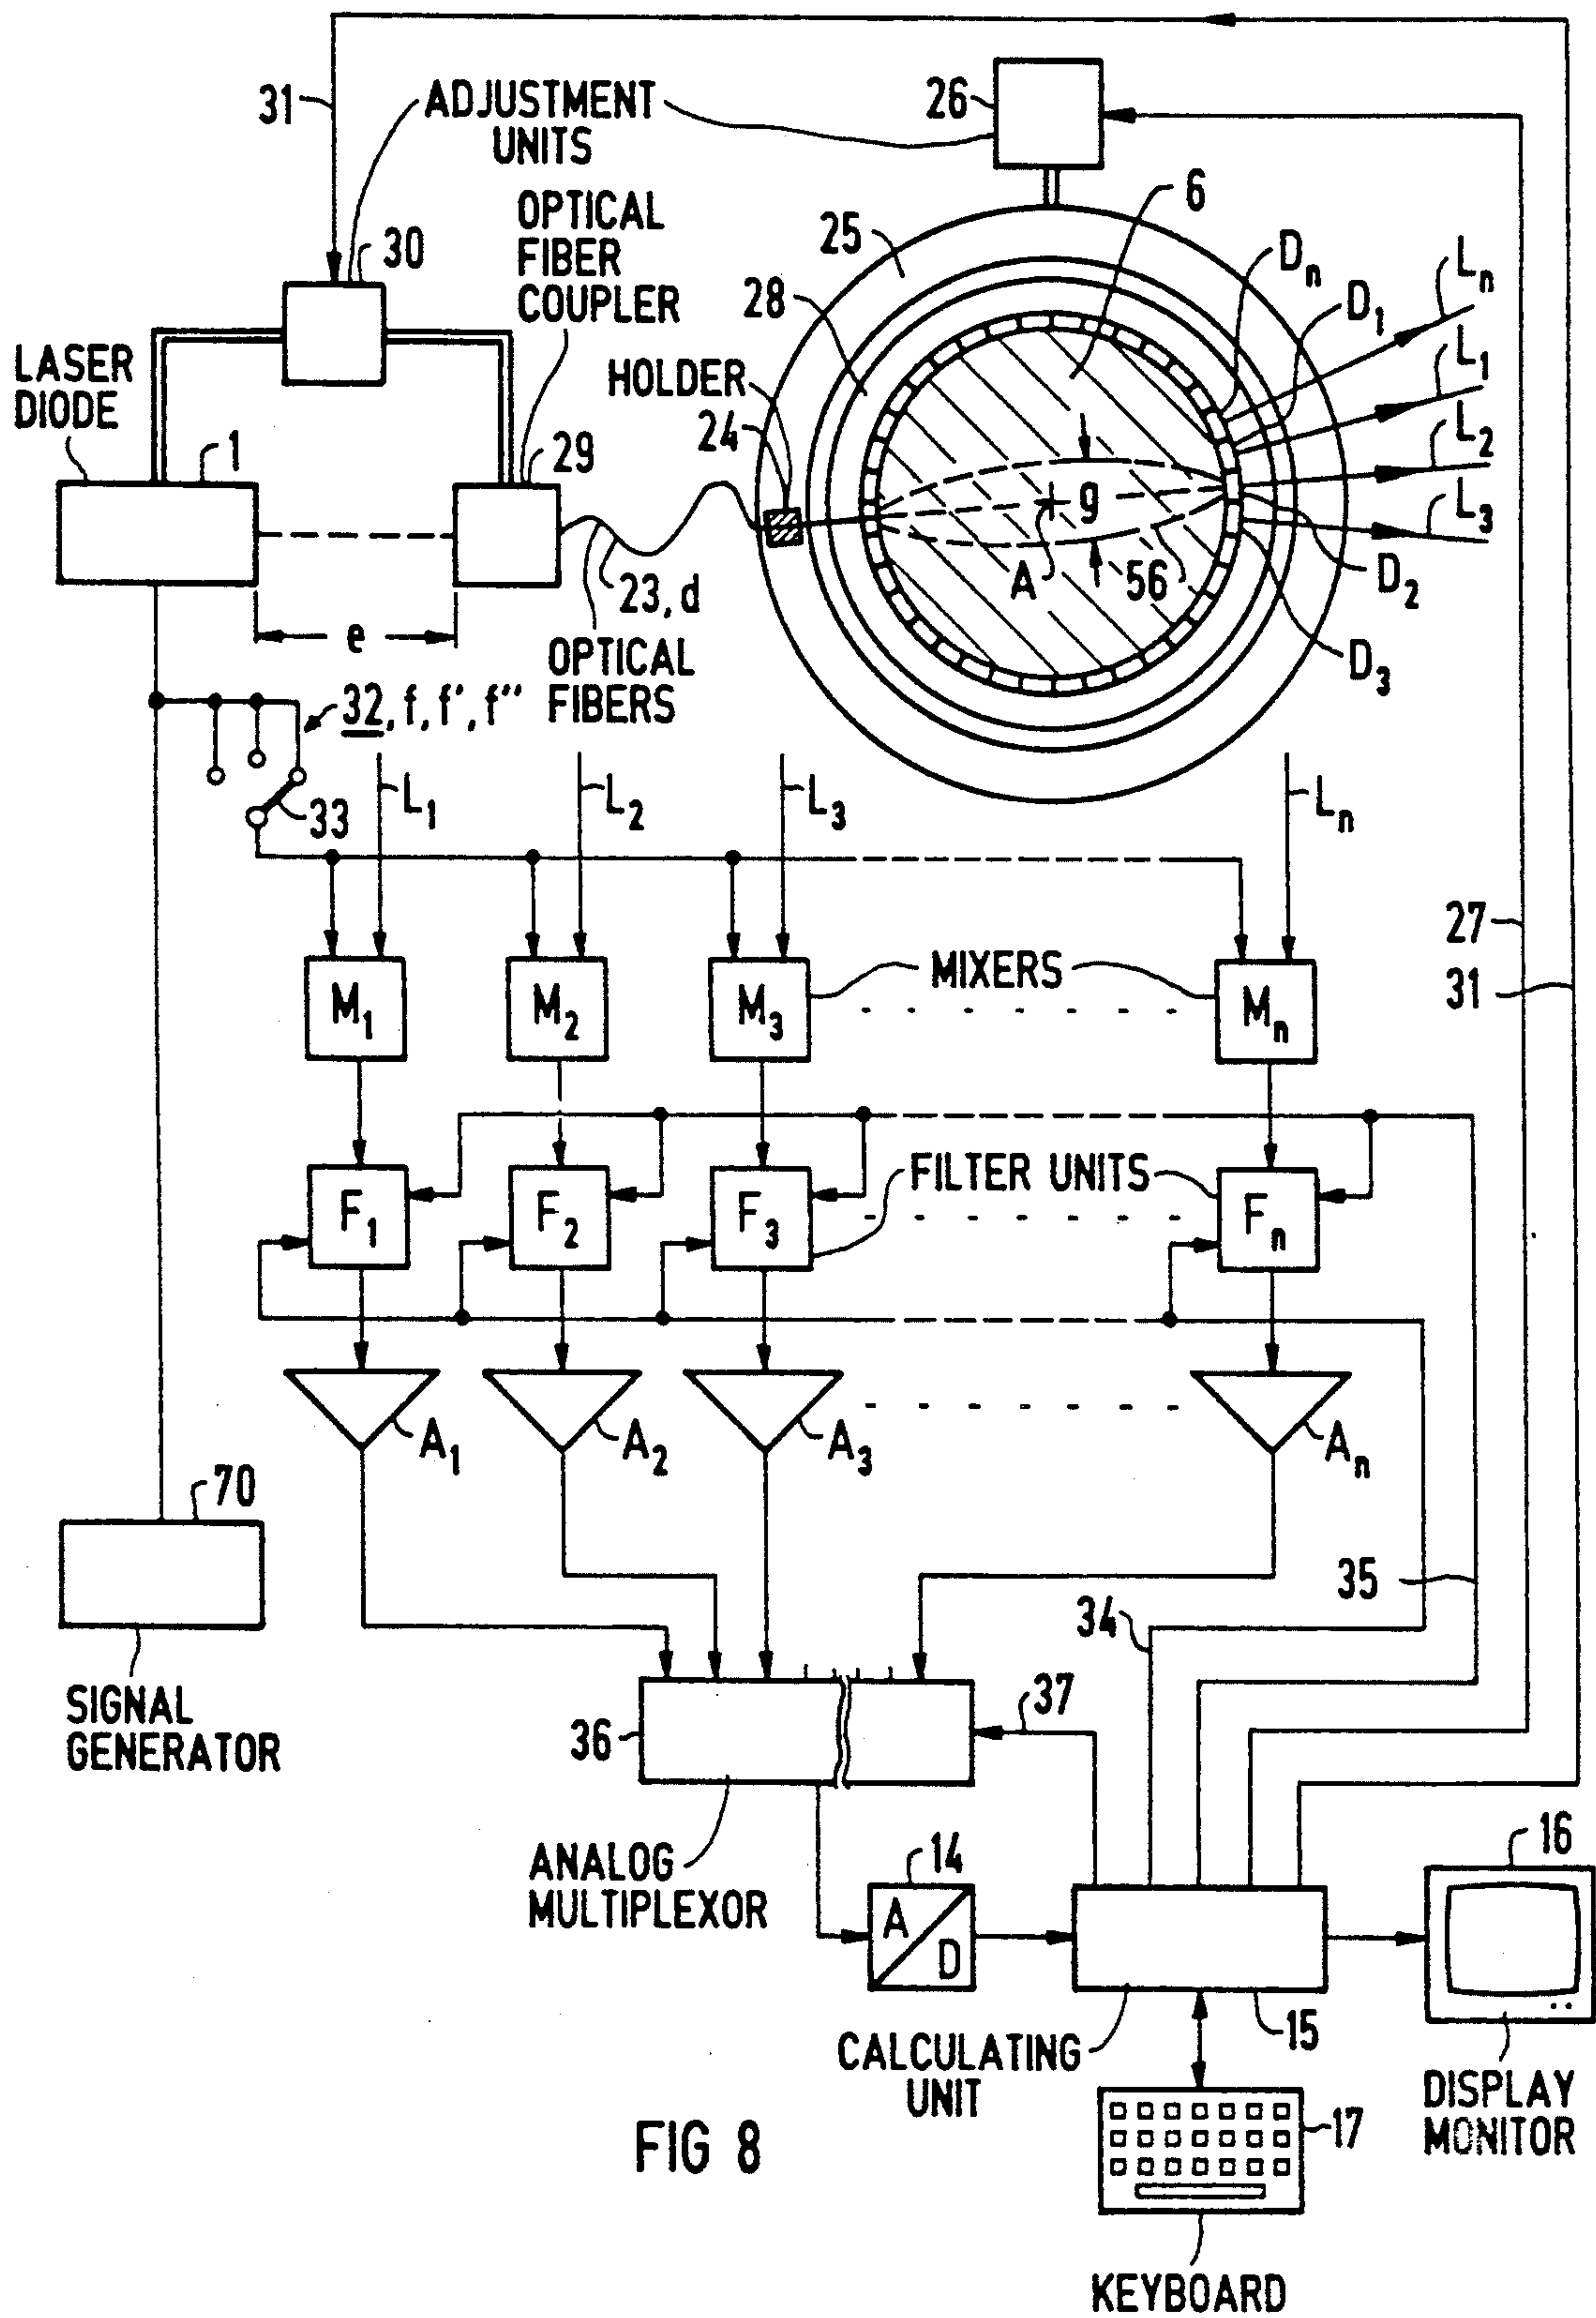 31
ADJUSTMENT
UNITS
26
6
30
OPTICAL
FIBER
COUPLER
25
28
Dn
D1
Ln
L1
L2
L3
LASER
DIODE
HOLDER
24
1
29
g
A
56
D2
D3
23, d
e
OPTICAL
FIBERS
32, f, f', f''
33
L1
L2
L3
Ln
27
31
M1
M2
M3
MIXERS
Mn
F1
F2
F3
FILTER UNITS
Fn
A1
A2
A3
An
70
SIGNAL
GENERATOR
35
34
37
36
ANALOG
MULTIPLEXOR
14
A
D
16
15
CALCULATING
UNIT
DISPLAY
MONITOR
17
FIG 8
KEYBOARD